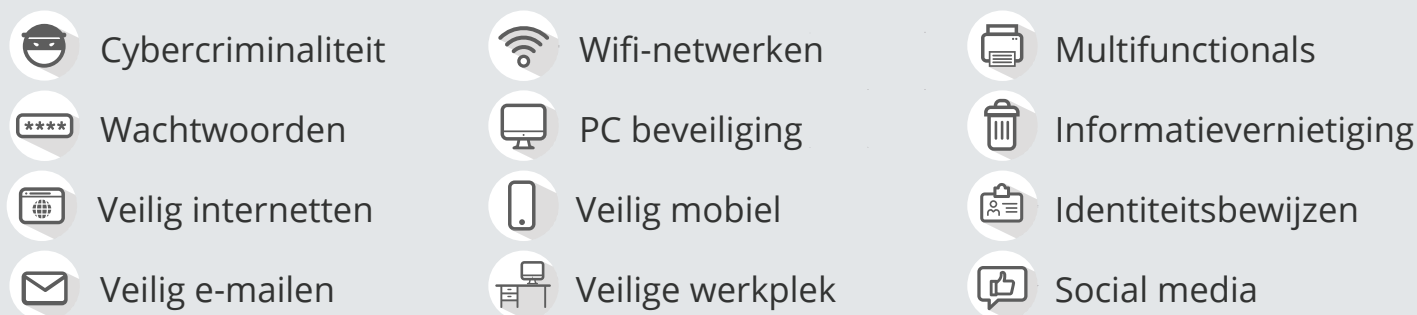 Cybercriminaliteit
Wachtwoorden
Veilig internetten
Veilig e-mailen
Wifi-netwerken
PC beveiliging
Veilig mobiel
Veilige werkplek
Multifunctionals
Informatievernietiging
Identiteitsbewijzen
Social media